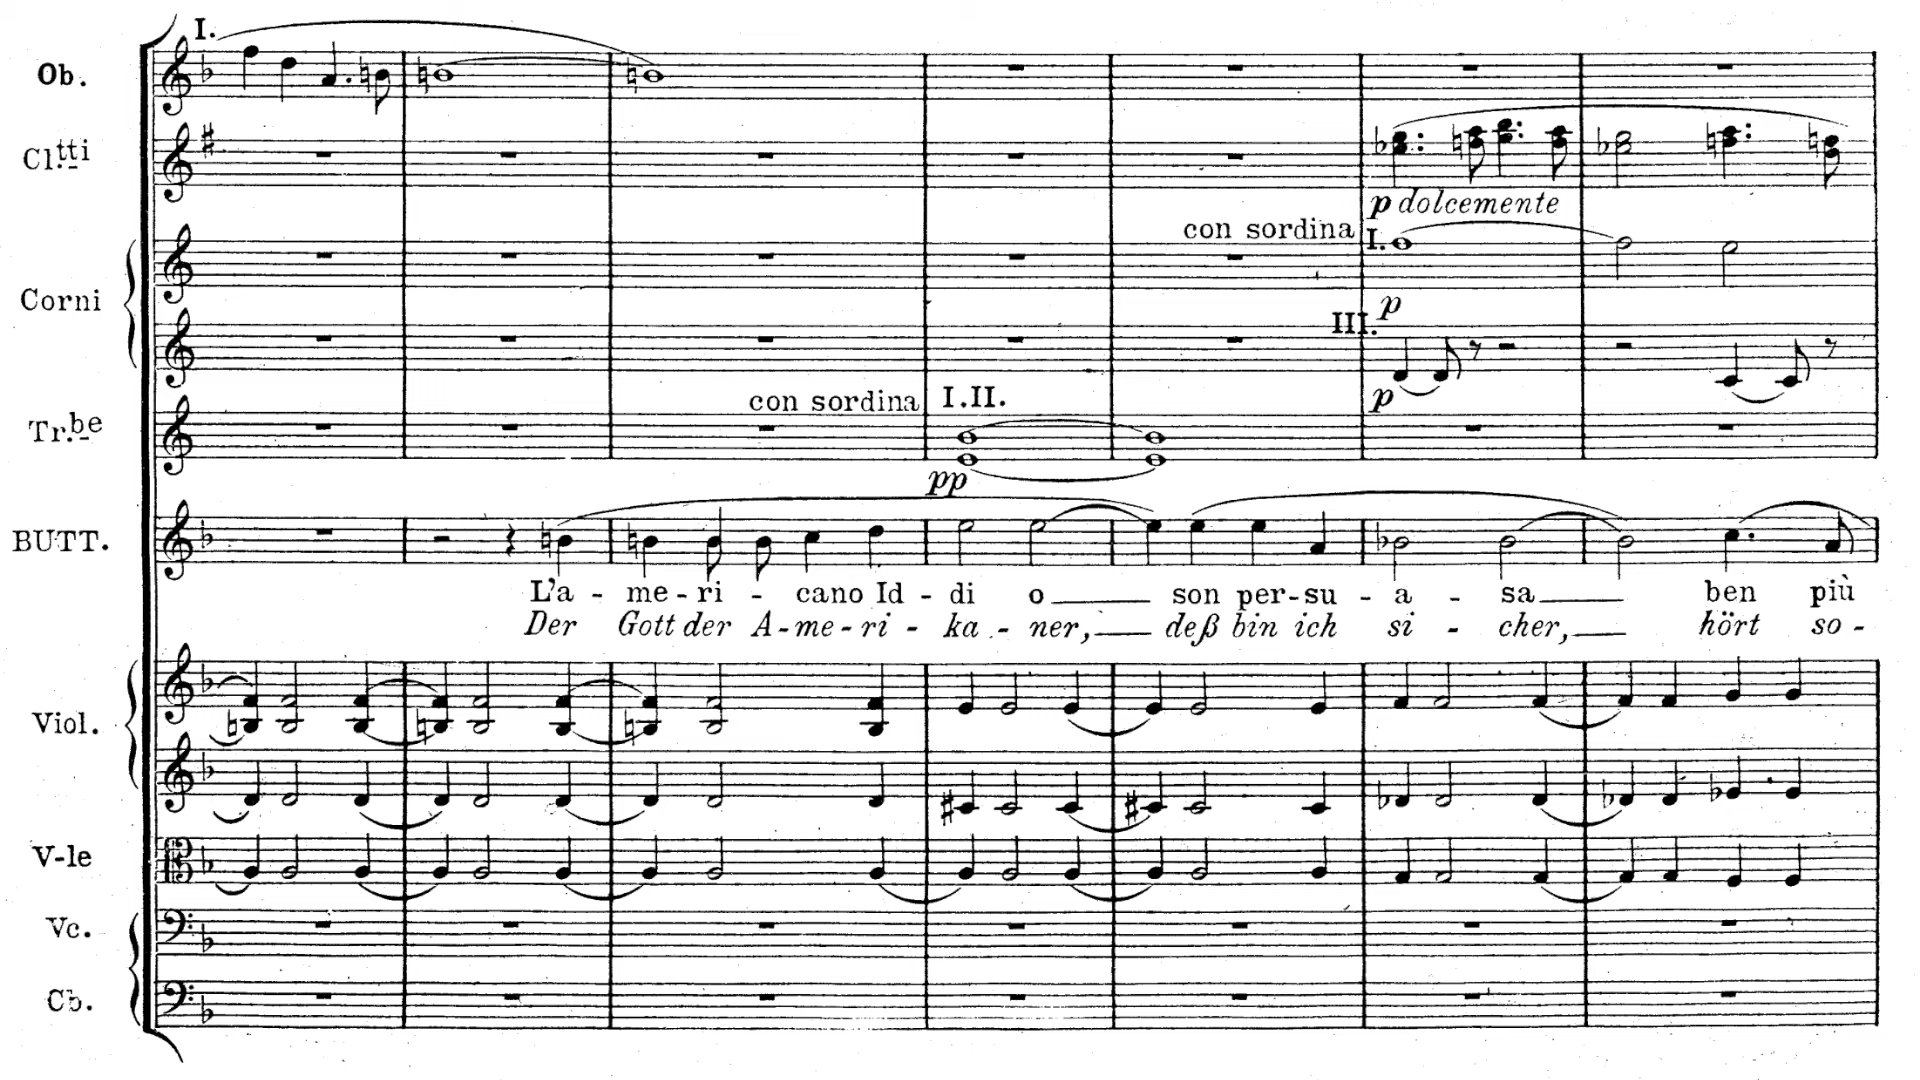 I.
Ob.
Cl.tti
p dolcemente
con sordina I.
Corni
p
III.
p
con sordina I.II.
Tr.be
pp
BUTT.
L'a - me - ri - cano Id - di o son per - su - a - sa ben più
Der Gott der A - me - ri - ka - ner, deß bin ich si - cher, hört so -
Viol.
V-le
Vc.
Cb.